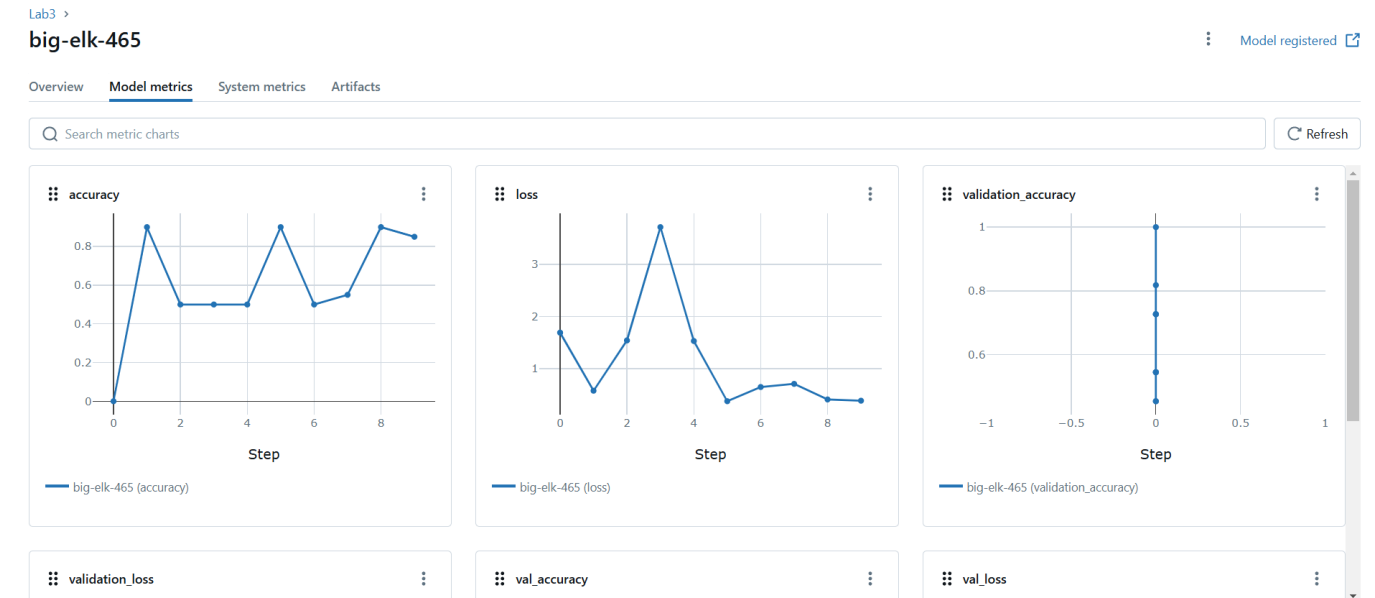 Lab3 >
big-elk-465
Model registered
Overview Model metrics System metrics Artifacts
Search metric charts
Refresh
accuracy
0.8
0.6
0.4
0.2
0
0 2 4 6 8
Step
big-elk-465 (accuracy)
loss
3
2
1
0 2 4 6 8
Step
big-elk-465 (loss)
validation_accuracy
1
0.8
0.6
−1 −0.5 0 0.5 1
Step
big-elk-465 (validation_accuracy)
validation_loss
val_accuracy
val_loss